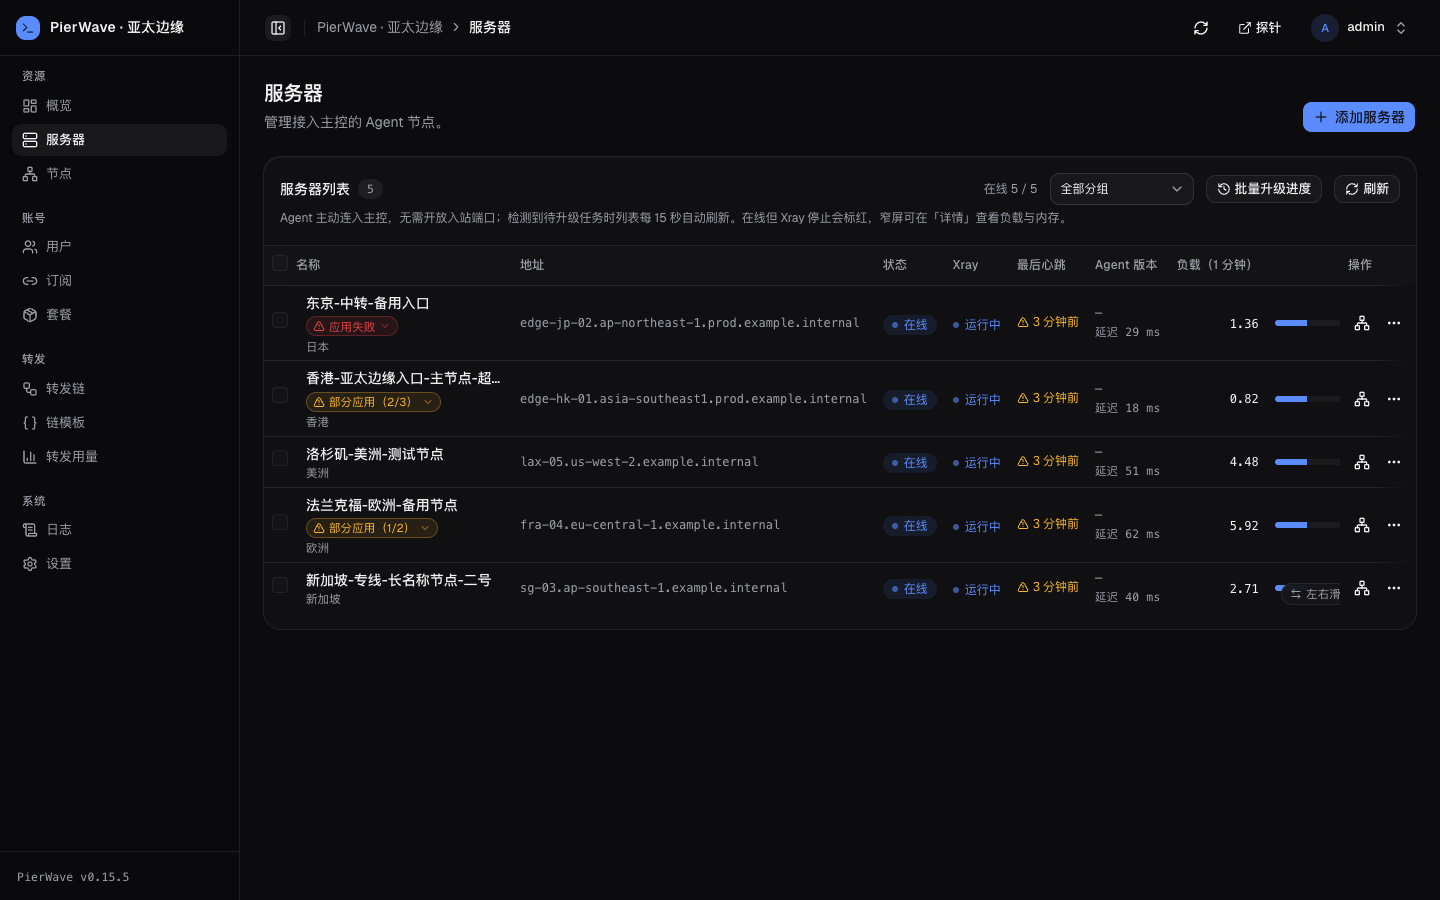 PierWave · 亚太边缘
PierWave · 亚太边缘 > 服务器
探针
A admin
资源
概览
服务器
节点
账号
用户
订阅
套餐
转发
转发链
链模板
转发用量
系统
日志
设置
PierWave v0.15.5
服务器
管理接入主控的 Agent 节点。
添加服务器
服务器列表 5
在线 5 / 5
全部分组
批量升级进度
刷新
Agent 主动连入主控，无需开放入站端口；检测到待升级任务时列表每 15 秒自动刷新。在线但 Xray 停止会标红，窄屏可在「详情」查看负载与内存。
名称 地址 状态 Xray 最后心跳 Agent 版本 负载（1 分钟） 操作
东京-中转-备用入口
应用失败
日本
edge-jp-02.ap-northeast-1.prod.example.internal
在线 运行中 3 分钟前
—
延迟 29 ms
1.36
香港-亚太边缘入口-主节点-超…
部分应用（2/3）
香港
edge-hk-01.asia-southeast1.prod.example.internal
在线 运行中 3 分钟前
—
延迟 18 ms
0.82
洛杉矶-美洲-测试节点
美洲
lax-05.us-west-2.example.internal
在线 运行中 3 分钟前
—
延迟 51 ms
4.48
法兰克福-欧洲-备用节点
部分应用（1/2）
欧洲
fra-04.eu-central-1.example.internal
在线 运行中 3 分钟前
—
延迟 62 ms
5.92
新加坡-专线-长名称节点-二号
新加坡
sg-03.ap-southeast-1.example.internal
在线 运行中 3 分钟前
—
延迟 40 ms
2.71
左右滑